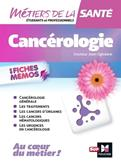 MÉTIERS DE LA SANTÉ
ÉTUDIANTS et PROFESSIONNELS
Cancérologie
FICHES MÉMOS
CANCÉROLOGIE GÉNÉRALE
LES TRAITEMENTS
LES CANCERS D'ORGANES
LES CANCERS HÉMATOLOGIQUES
LES URGENCES EN CANCÉROLOGIE
Au cœur du métier !